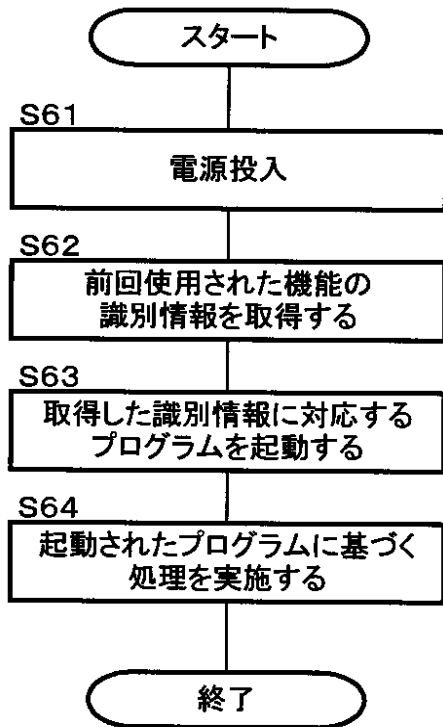 スタート
S61
電源投入
S62
前回使用された機能の
識別情報を取得する
S63
取得した識別情報に対応する
プログラムを起動する
S64
起動されたプログラムに基づく
処理を実施する
終了